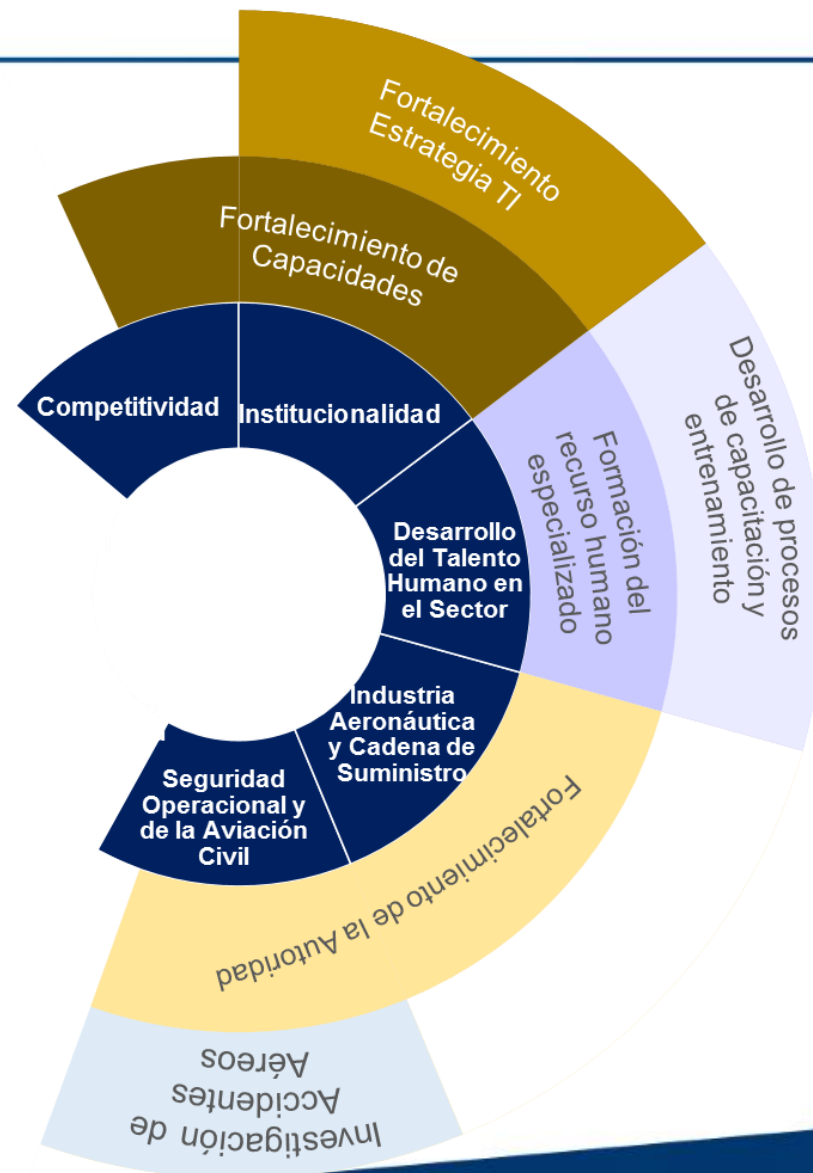 Fortalecimiento
Estrategia TI
Fortalecimiento de
Capacidades
Competitividad
Institucionalidad
Desarrollo
del Talento
Humano en
el Sector
Formación del
recurso humano
especializado
Desarrollo de procesos
de capacitación y
entrenamiento
Industria
Aeronáutica
y Cadena de
Suministro
Seguridad
Operacional y
de la Aviación
Civil
Fortalecimiento de la Autoridad
Investigación de
Accidentes
Aéreos